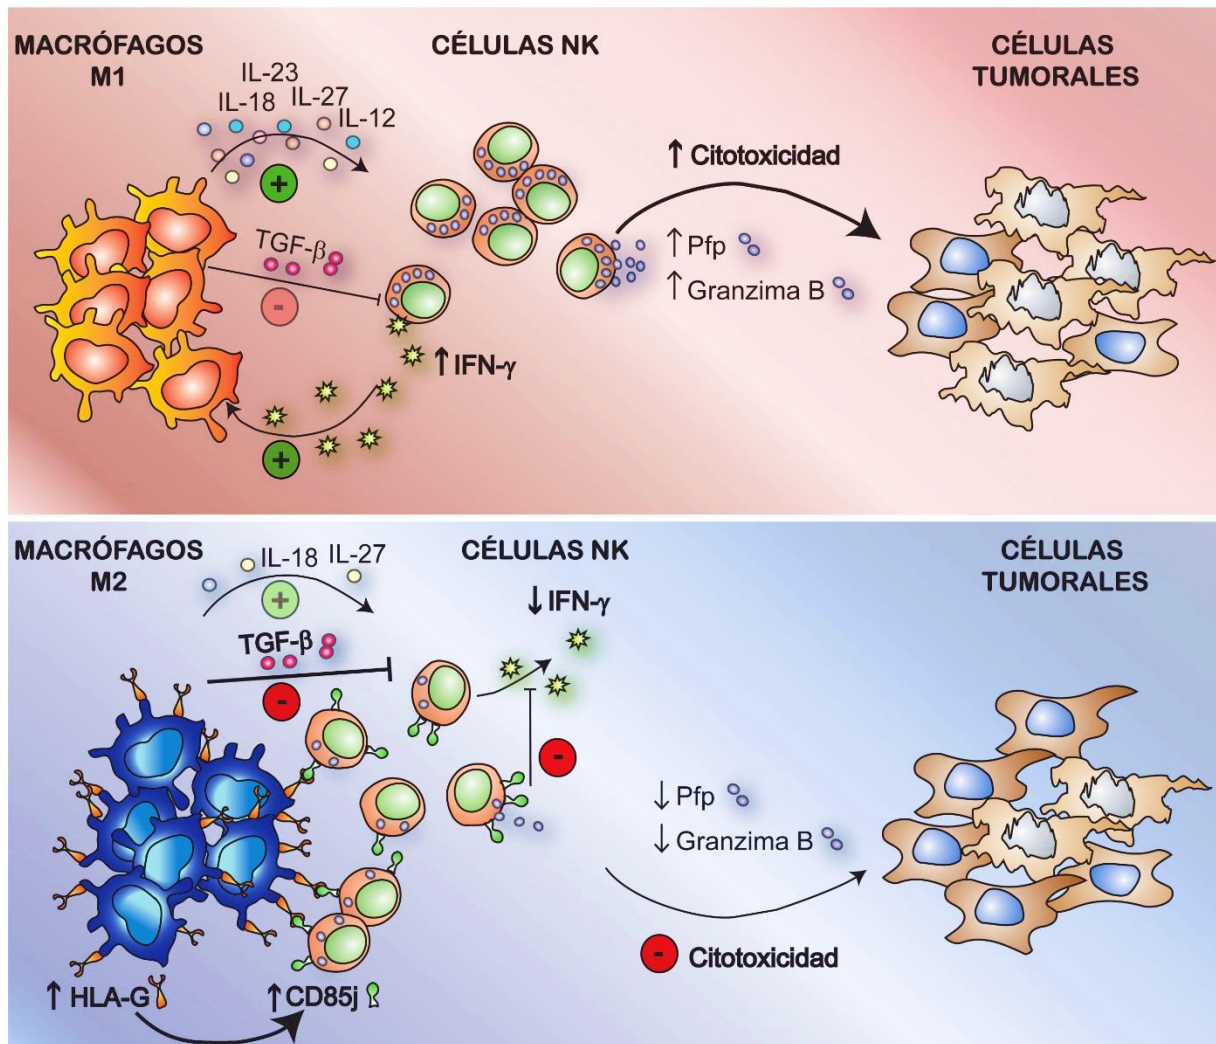 MACRÓFAGOS
M1
CÉLULAS NK
CÉLULAS
TUMORALES
IL-23
IL-18
IL-27
IL-12
+
TGF-β
-
↑ IFN-γ
+
↑ Citotoxicidad
↑ Pfp
↑ Granzima B
MACRÓFAGOS
M2
CÉLULAS NK
CÉLULAS
TUMORALES
IL-18
IL-27
+
TGF-β
-
↓ IFN-γ
-
↓ Pfp
↓ Granzima B
- Citotoxicidad
↑ HLA-G
↑ CD85j